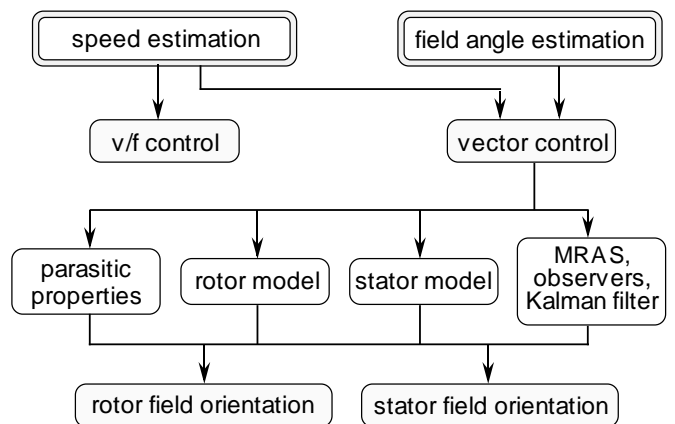 speed estimation
field angle estimation
v/f control
vector control
parasitic
properties
rotor model
stator model
MRAS,
observers,
Kalman filter
rotor field orientation
stator field orientation